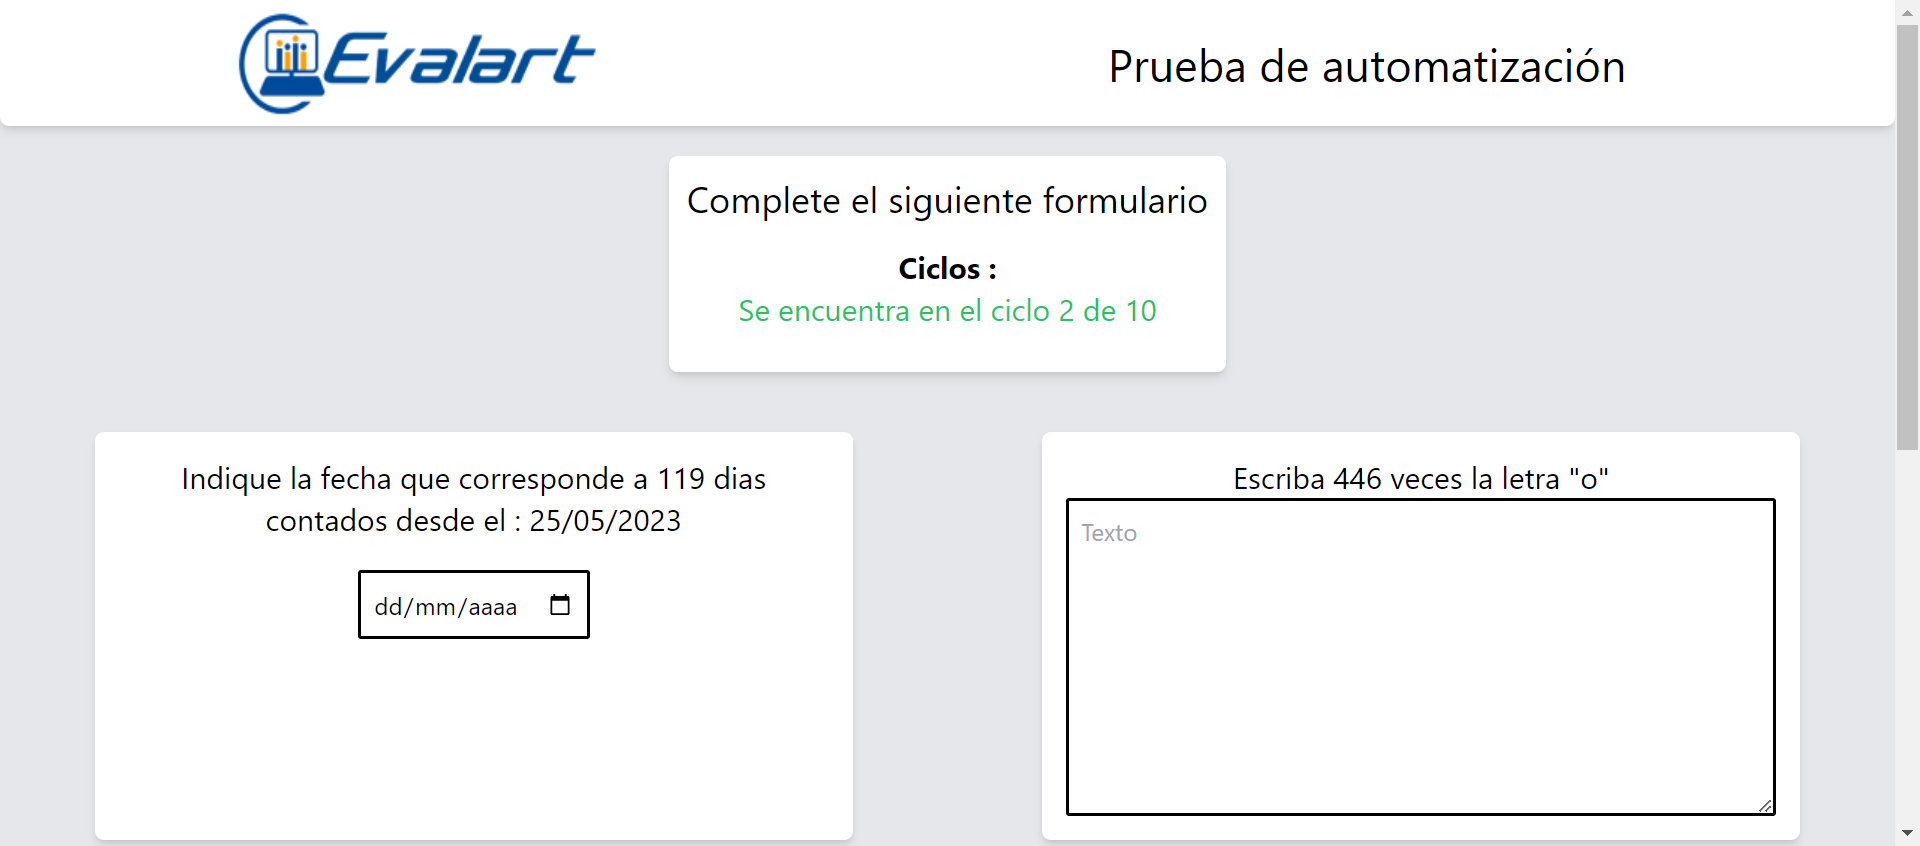 Evalart
Prueba de automatización
Complete el siguiente formulario
Ciclos :
Se encuentra en el ciclo 2 de 10
Indique la fecha que corresponde a 119 dias
contados desde el : 25/05/2023
dd/mm/aaaa
Escriba 446 veces la letra "o"
Texto